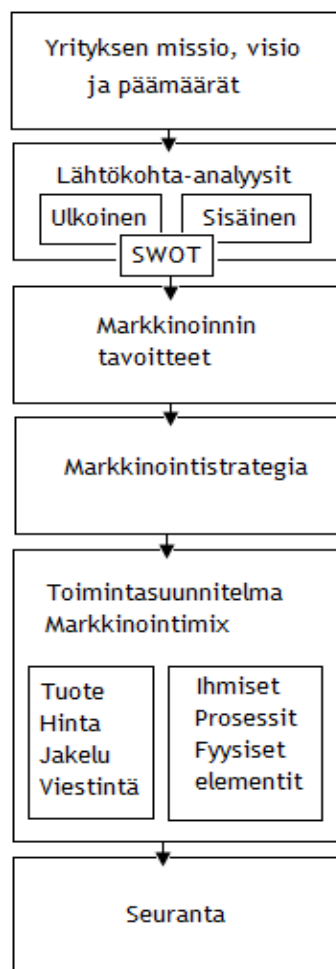 Yrityksen missio, visio
ja päämäärät
Lähtökohta-analyysit
Ulkoinen
Sisäinen
SWOT
Markkinoinnin
tavoitteet
Markkinointistrategia
Toimintasuunnitelma
Markkinointimix
Tuote
Hinta
Jakelu
Viestintä
Ihmiset
Prosessit
Fyysiset
elementit
Seuranta